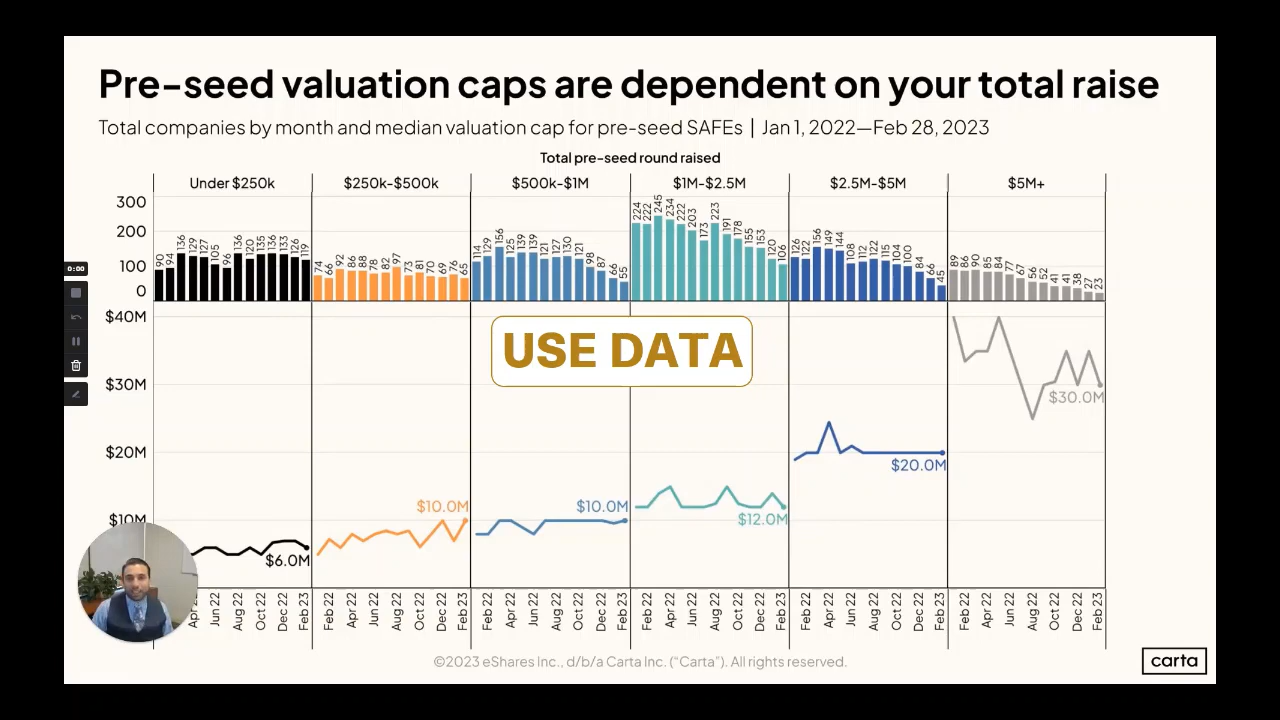 Pre-seed valuation caps are dependent on your total raise
Total companies by month and median valuation cap for pre-seed SAFEs | Jan 1, 2022—Feb 28, 2023
Total pre-seed round raised
Under $250k $250k-$500k $500k-$1M $1M-$2.5M $2.5M-$5M $5M+
300
200
100
0
90 94 136 129 127 105 96 136 120 135 136 133 126 119
74 66 92 86 88 78 82 97 73 81 70 69 76 65
114 129 156 125 139 139 121 127 130 121 98 87 66 55
224 222 245 234 222 203 173 223 191 178 155 153 120 106
126 122 156 149 144 108 112 122 115 104 100 84 66 45
89 86 90 85 84 77 67 56 52 41 41 38 27 23
0:00
$40M
$30M
$20M
$10M
USE DATA
$6.0M
$10.0M
$10.0M
$12.0M
$20.0M
$30.0M
Jun 22 Aug 22 Oct 22 Dec 22 Feb 23
Feb 22 Apr 22 Jun 22 Aug 22 Oct 22 Dec 22 Feb 23
Feb 22 Apr 22 Jun 22 Aug 22 Oct 22 Dec 22 Feb 23
Feb 22 Apr 22 Jun 22 Aug 22 Oct 22 Dec 22 Feb 23
Feb 22 Apr 22 Jun 22 Aug 22 Oct 22 Dec 22 Feb 23
Feb 22 Apr 22 Jun 22 Aug 22 Oct 22 Dec 22 Feb 23
©2023 eShares Inc., d/b/a Carta Inc. (“Carta”). All rights reserved.
carta